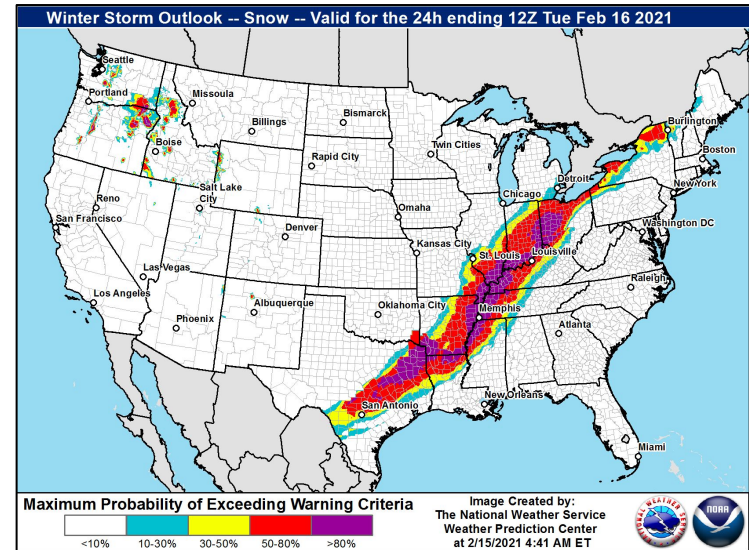 Winter Storm Outlook -- Snow -- Valid for the 24h ending 12Z Tue Feb 16 2021
Seattle
Portland
Missoula
Billings
Bismarck
Boise
Rapid City
Twin Cities
Burlington
Boston
Detroit
Chicago
New York
Reno
Salt Lake
City
San Francisco
Denver
Omaha
Kansas City
St. Louis
Louisville
Washington DC
Las Vegas
Los Angeles
Phoenix
Albuquerque
Oklahoma City
Memphis
Raleigh
Atlanta
San Antonio
New Orleans
Miami
Maximum Probability of Exceeding Warning Criteria
<10%
10-30%
30-50%
50-80%
>80%
Image Created by:
The National Weather Service
Weather Prediction Center
at 2/15/2021 4:41 AM ET
NATIONAL WEATHER SERVICE
NOAA